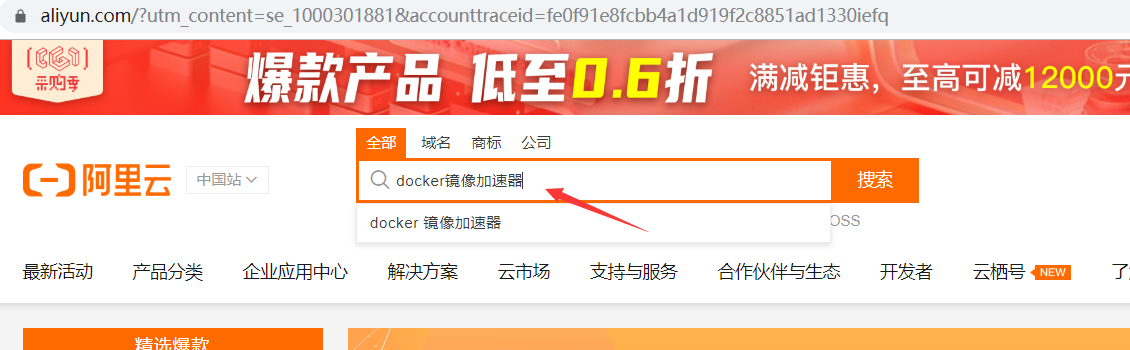 aliyun.com/?utm_content=se_1000301881&accounttraceid=fe0f91e8fcbb4a1d919f2c8851ad1330iefq
采购季
爆款产品 低至0.6折 满减钜惠，至高可减12000元
全部 域名 商标 公司
阿里云 中国站 docker镜像加速器 搜索
docker 镜像加速器 OSS
最新活动 产品分类 企业应用中心 解决方案 云市场 支持与服务 合作伙伴与生态 开发者 云栖号 NEW 了
精选爆款